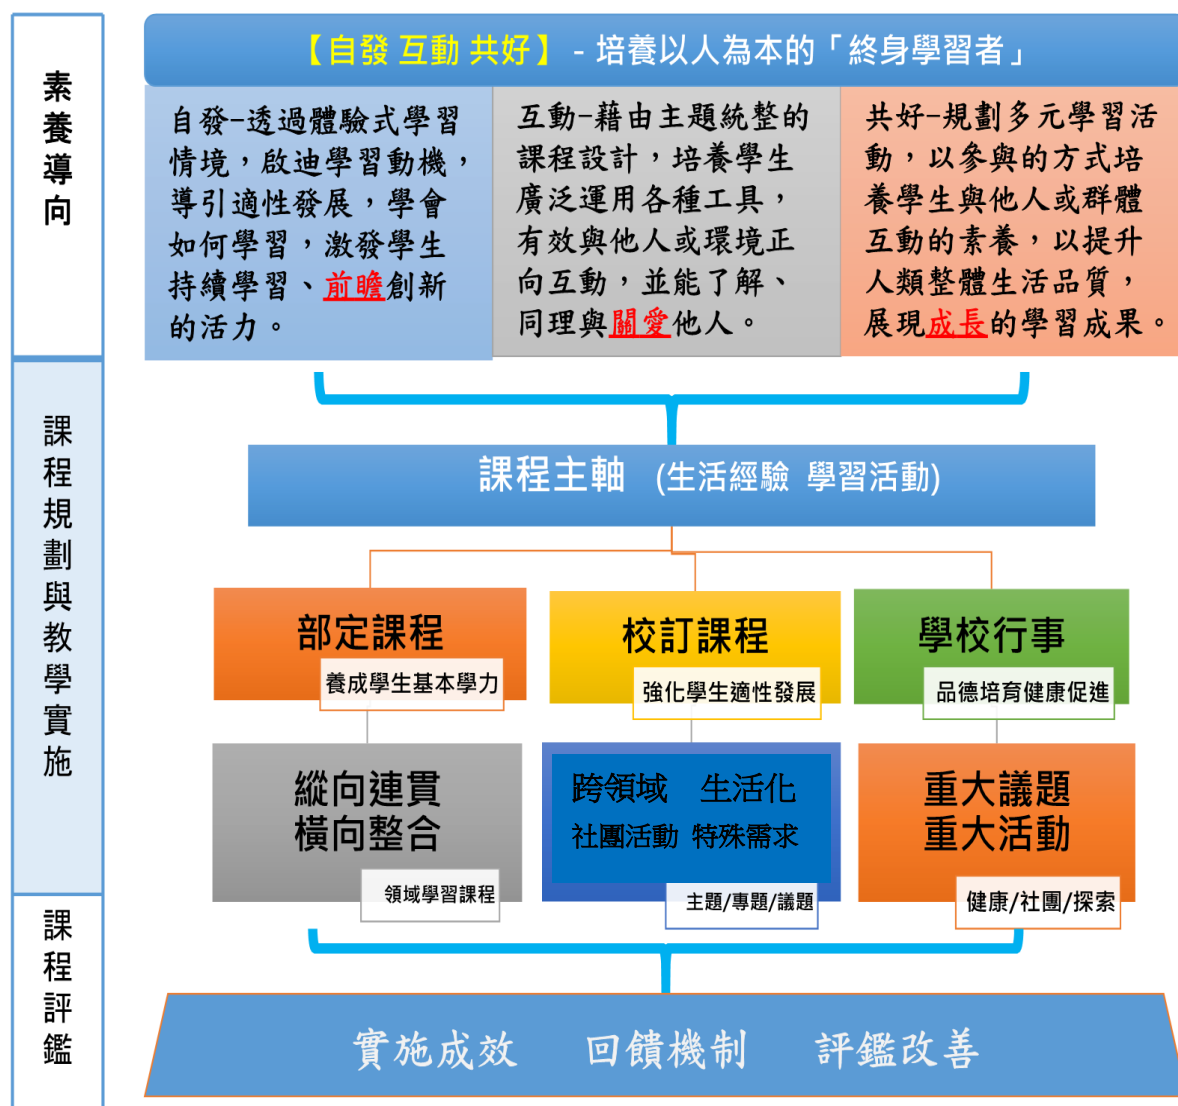 素養導向
【自發 互動 共好】 - 培養以人為本的「終身學習者」
自發-透過體驗式學習
情境，啟迪學習動機，
導引適性發展，學會
如何學習，激發學生
持續學習、前瞻創新
的活力。
互動-藉由主題統整的
課程設計，培養學生
廣泛運用各種工具，
有效與他人或環境正
向互動，並能了解、
同理與關愛他人。
共好-規劃多元學習活
動，以參與的方式培
養學生與他人或群體
互動的素養，以提升
人類整體生活品質，
展現成長的學習成果。
課程規劃與教學實施
課程主軸 (生活經驗 學習活動)
部定課程
養成學生基本學力
校訂課程
強化學生適性發展
學校行事
品德培育健康促進
縱向連貫
橫向整合
領域學習課程
跨領域 生活化
社團活動 特殊需求
主題/專題/議題
重大議題
重大活動
健康/社團/探索
課程評鑑
實施成效 回饋機制 評鑑改善